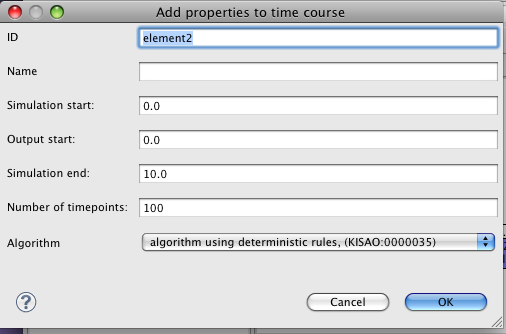 Add properties to time course
ID element2
Name
Simulation start: 0.0
Output start: 0.0
Simulation end: 10.0
Number of timepoints: 100
Algorithm algorithm using deterministic rules, (KISAO:0000035)
? Cancel OK